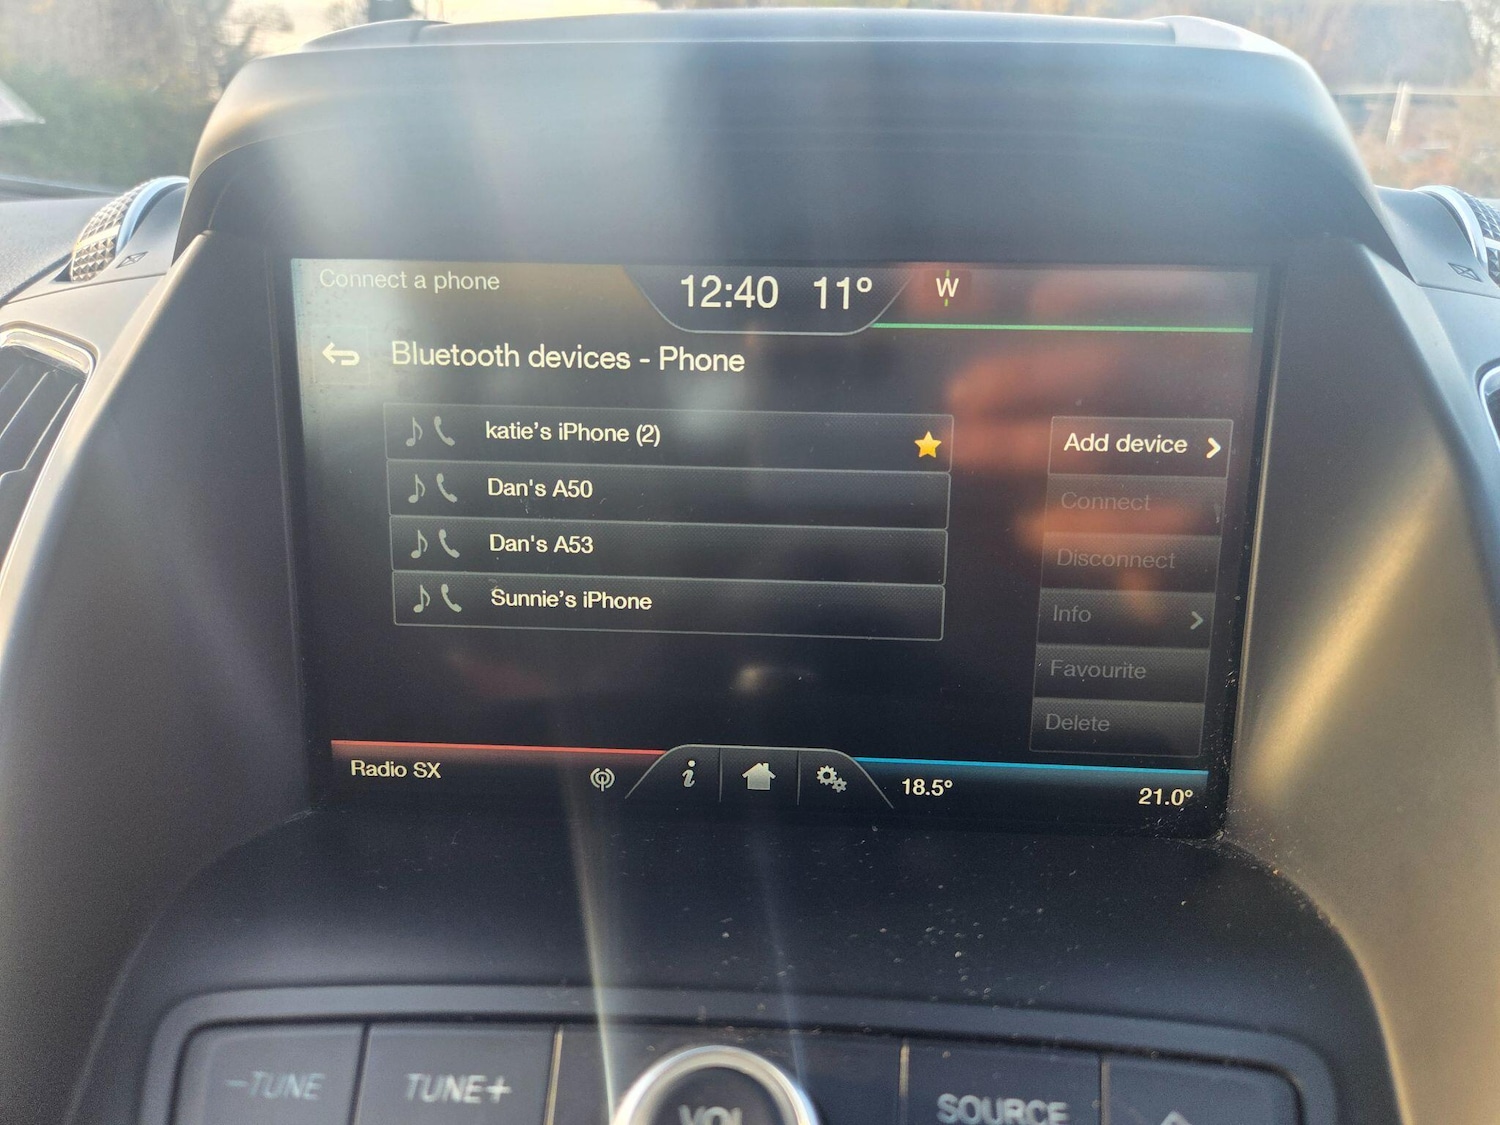 Connect a phone
12:40 11° W
Bluetooth devices - Phone
katie's iPhone (2)
Dan's A50
Dan's A53
Sunnie's iPhone
Add device
Connect
Disconnect
Info
Favourite
Delete
Radio SX
i
18.5°
21.0°
-TUNE
TUNE+
VOL
SOURCE